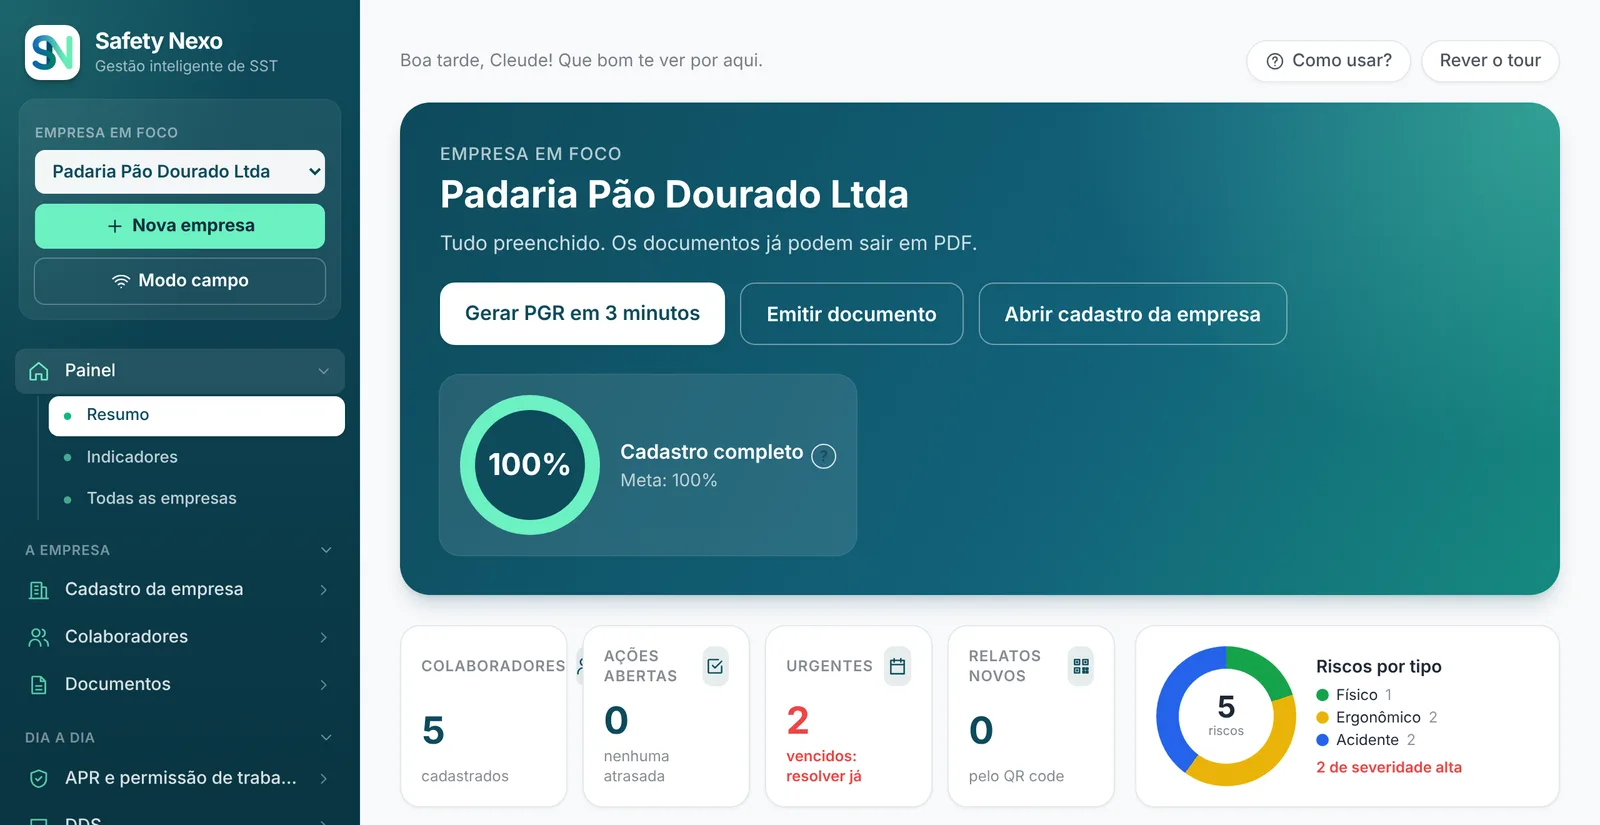 Safety Nexo
Gestão inteligente de SST
EMPRESA EM FOCO
Padaria Pão Dourado Ltda
+ Nova empresa
Modo campo
Painel
Resumo
Indicadores
Todas as empresas
A EMPRESA
Cadastro da empresa
Colaboradores
Documentos
DIA A DIA
APR e permissão de traba...
DDS
Boa tarde, Cleude! Que bom te ver por aqui.
? Como usar?
Rever o tour
EMPRESA EM FOCO
Padaria Pão Dourado Ltda
Tudo preenchido. Os documentos já podem sair em PDF.
Gerar PGR em 3 minutos
Emitir documento
Abrir cadastro da empresa
100%
Cadastro completo ?
Meta: 100%
COLABORADORES
5
cadastrados
AÇÕES
ABERTAS
0
nenhuma
atrasada
URGENTES
2
vencidos:
resolver já
RELATOS
NOVOS
0
pelo QR code
5
riscos
Riscos por tipo
Físico 1
Ergonômico 2
Acidente 2
2 de severidade alta